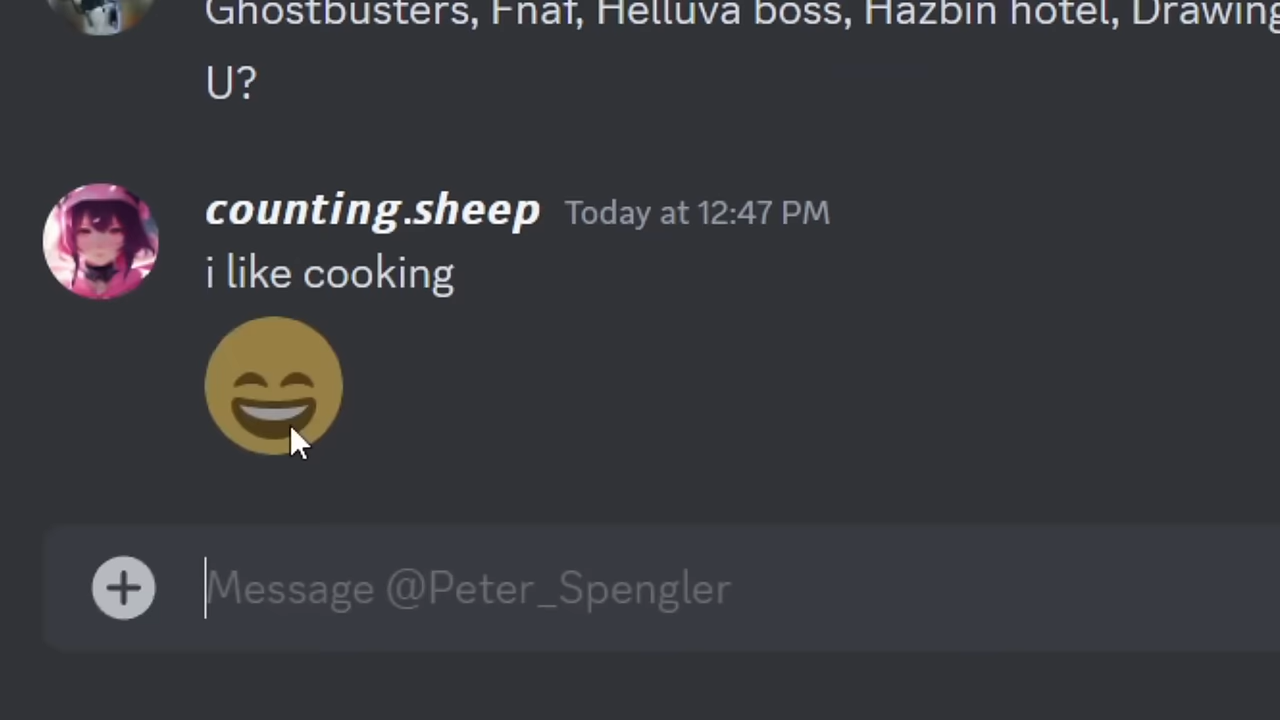 Ghostbusters, Fnaf, Helluva boss, Hazbin hotel, Drawing
U?
counting.sheep Today at 12:47 PM
i like cooking
Message @Peter_Spengler